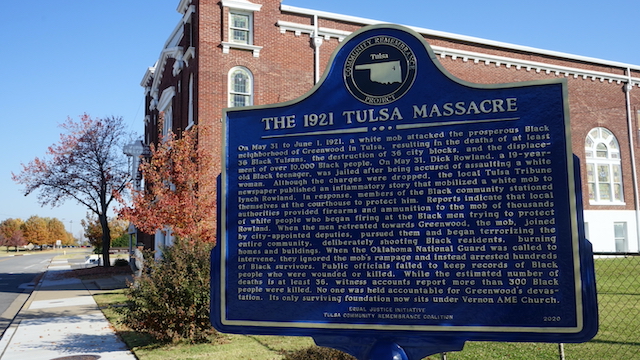 COMMUNITY REMEMBRANCE
Tulsa
PROJECT
THE 1921 TULSA MASSACRE
On May 31 to June 1, 1921, a white mob attacked the prosperous Black
neighborhood of Greenwood in Tulsa, resulting in the deaths of at least
36 Black Tulsans, the destruction of 36 city blocks, and the displace-
ment of over 10,000 Black people. On May 31, Dick Rowland, a 19-year-
old Black teenager, was jailed after being accused of assaulting a white
woman. Although the charges were dropped, the local Tulsa Tribune
newspaper published an inflammatory story that mobilized a white mob to
lynch Rowland. In response, members of the Black community stationed
themselves at the courthouse to protect him. Reports indicate that local
authorities provided firearms and ammunition to the mob of thousands
of white people who began firing at the Black men trying to protect
Rowland. When the men retreated towards Greenwood, the mob, joined
by city-appointed deputies, pursued them and began terrorizing the
entire community, deliberately shooting Black residents, burning
homes and buildings. When the Oklahoma National Guard was called to
intervene, they ignored the mob's rampage and instead arrested hundreds
of Black survivors. Public officials failed to keep records of Black
people who were wounded or killed. While the estimated number of
deaths is at least 36, witness accounts report more than 300 Black
people were killed. No one was held accountable for Greenwood's devas-
tation. Its only surviving foundation now sits under Vernon AME Church.
EQUAL JUSTICE INITIATIVE
TULSA COMMUNITY REMEMBRANCE COALITION
2020